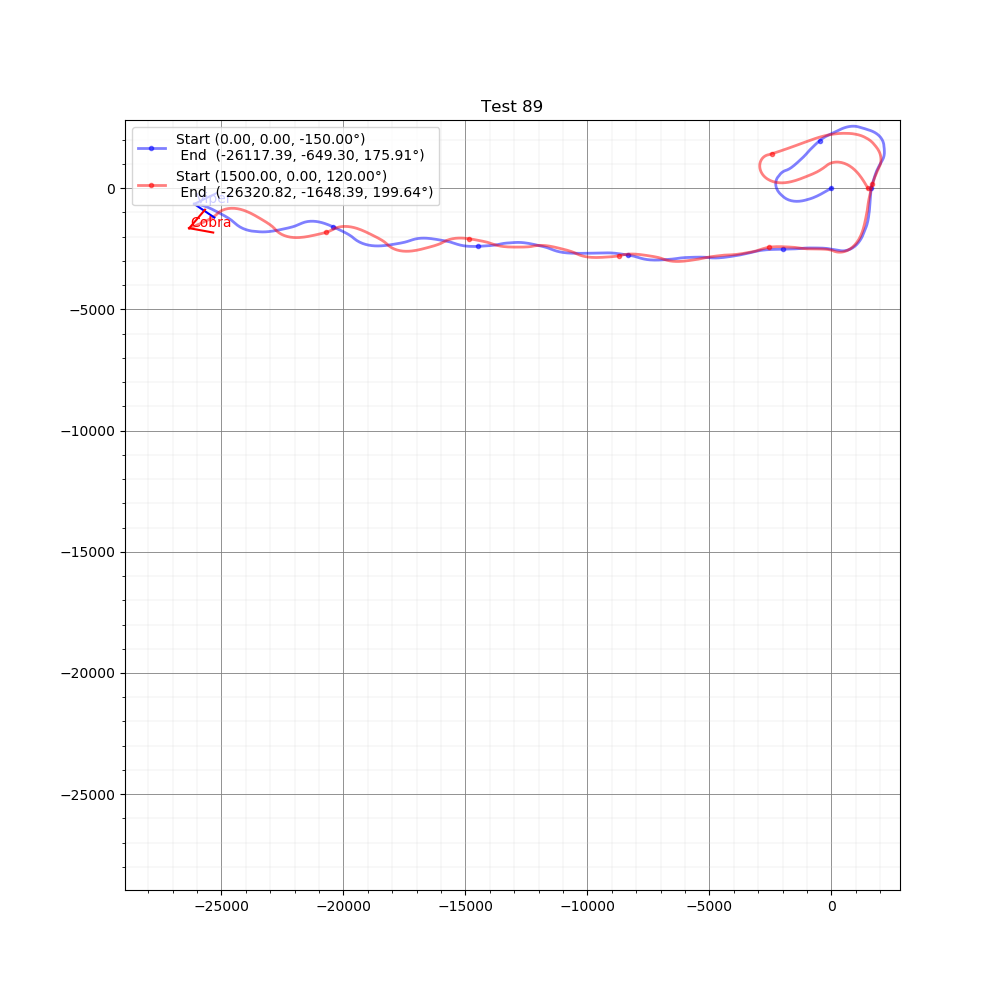 Test 89
Start (0.00, 0.00, -150.00°)
End (-26117.39, -649.30, 175.91°)
Start (1500.00, 0.00, 120.00°)
End (-26320.82, -1648.39, 199.64°)
Cobra
0
−5000
−10000
−15000
−20000
−25000
−25000 −20000 −15000 −10000 −5000 0